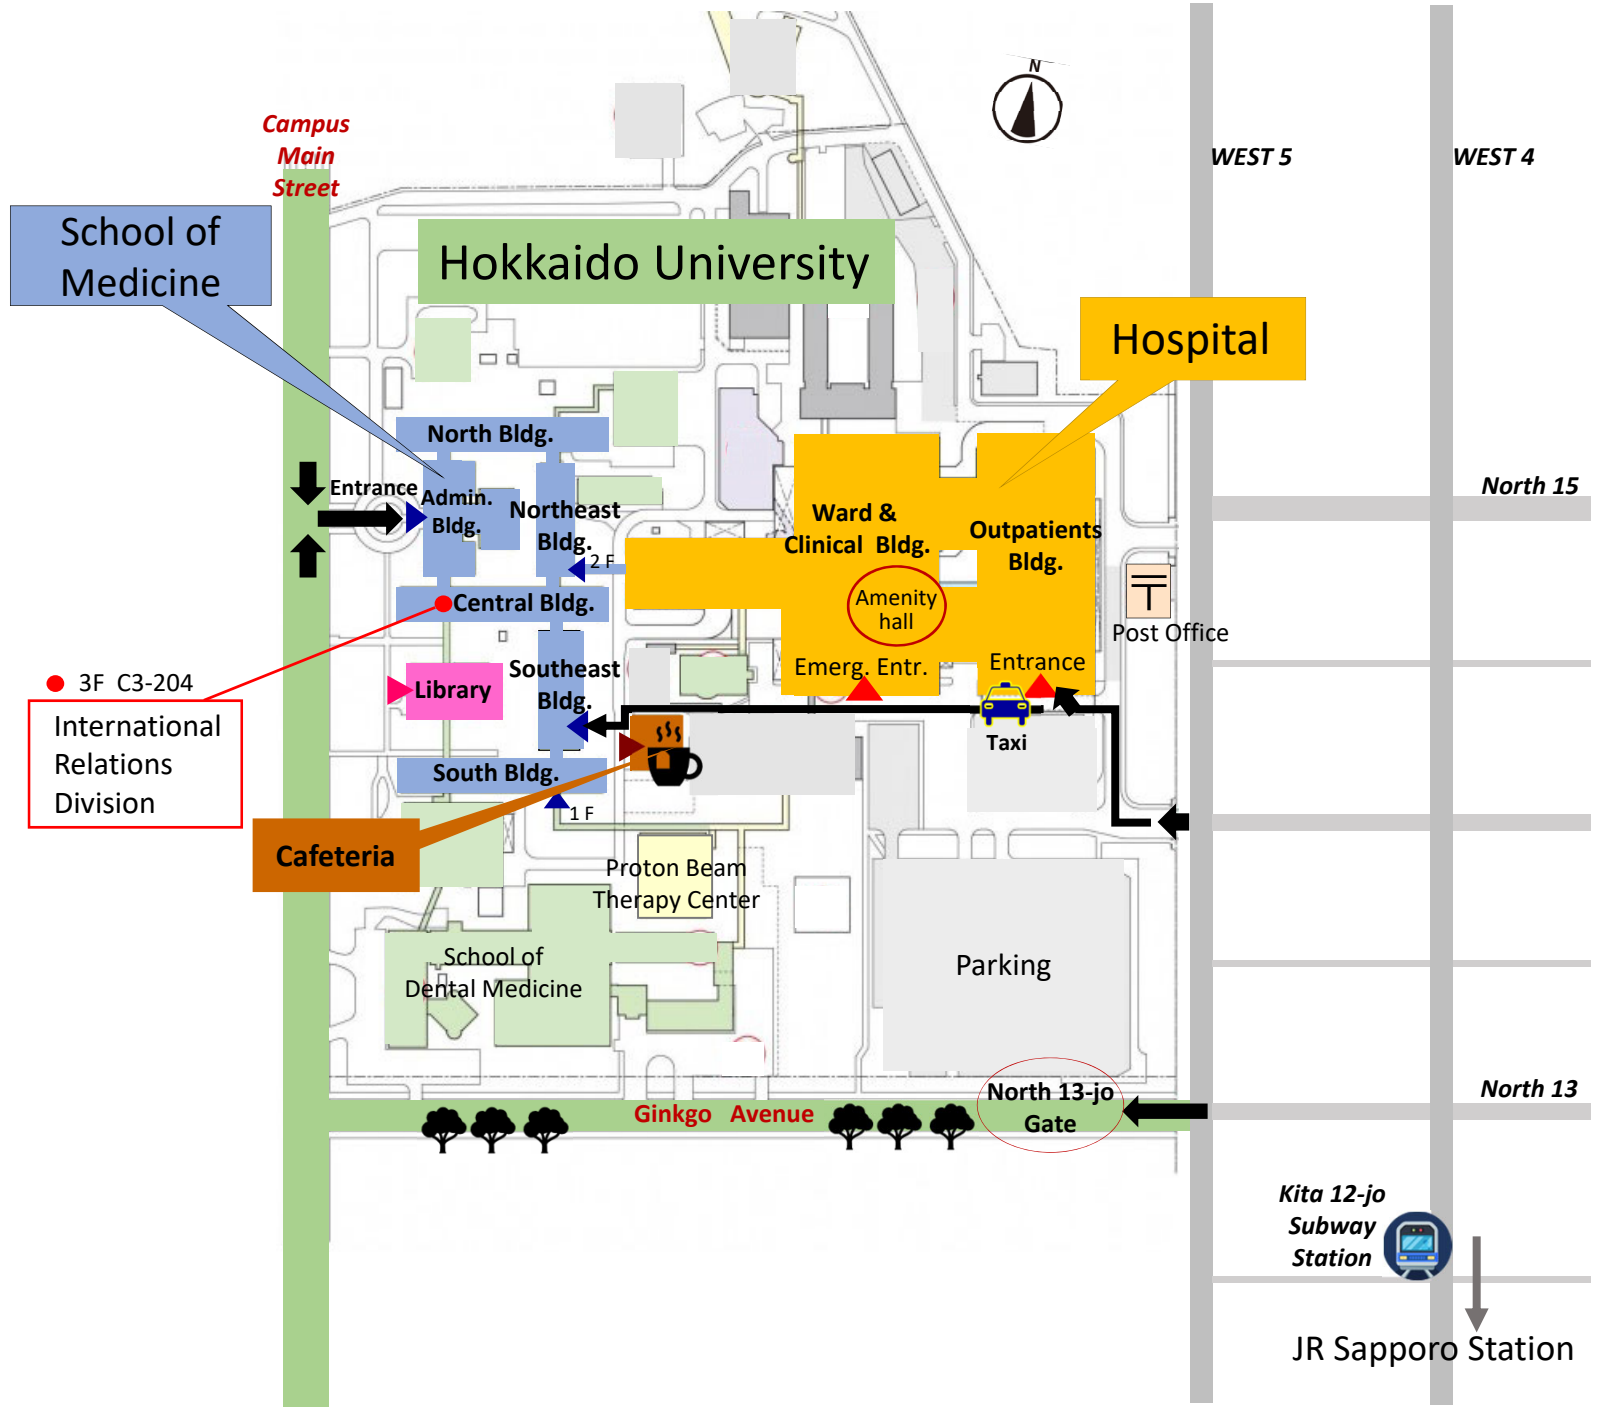 N
Campus
Main
Street
WEST 5
WEST 4
School of
Medicine
Hokkaido University
Hospital
North Bldg.
Entrance
Admin.
Bldg.
Northeast
Bldg.
Ward &
Clinical Bldg.
Outpatients
Bldg.
North 15
2 F
Central Bldg.
Amenity
hall
〒
Post Office
Emerg. Entr.
Entrance
Southeast
Bldg.
Library
3F C3-204
International
Relations
Division
Taxi
South Bldg.
1 F
Cafeteria
Proton Beam
Therapy Center
School of
Dental Medicine
Parking
North 13-jo
Gate
North 13
Ginkgo Avenue
Kita 12-jo
Subway
Station
JR Sapporo Station